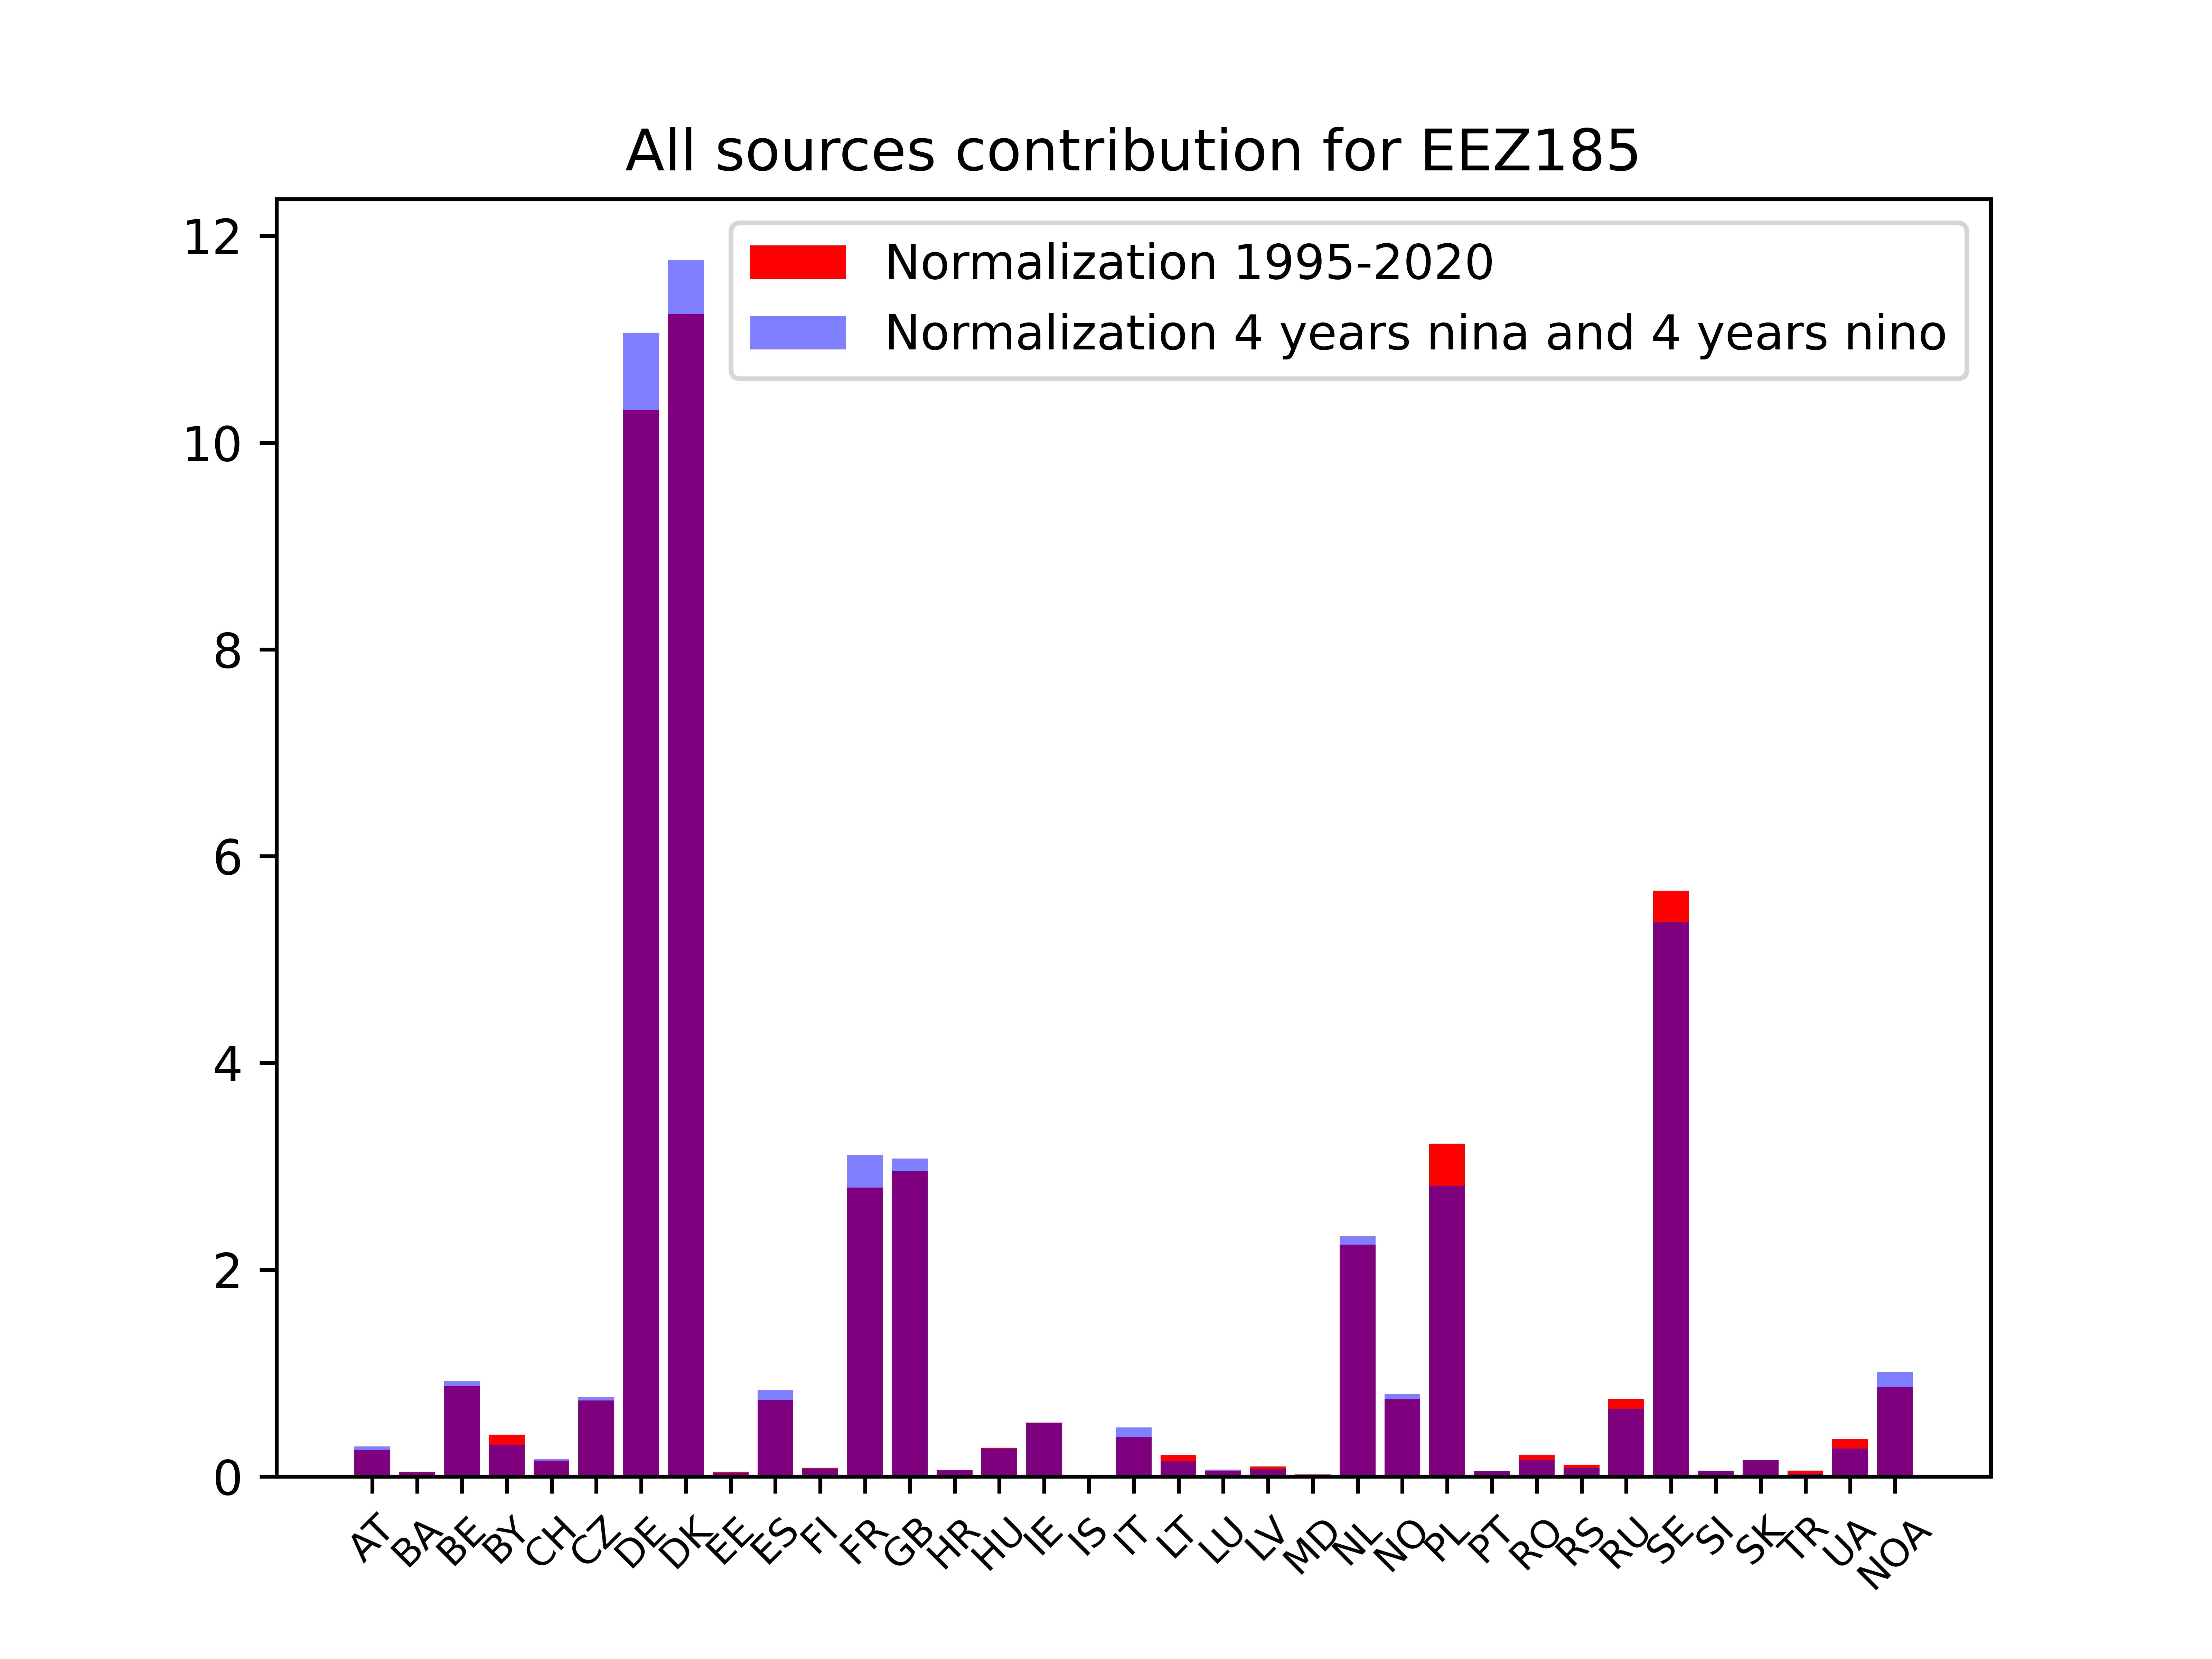 All sources contribution for EEZ185
12
10
8
6
4
2
0
Normalization 1995-2020
Normalization 4 years nina and 4 years nino
AT BA BE BY CH CZ DE DK EE ES FI FR GB HR HU IE IS IT LT LU LV MD NL NO PL PT RO RS RU SE SI SK TR UA NOA